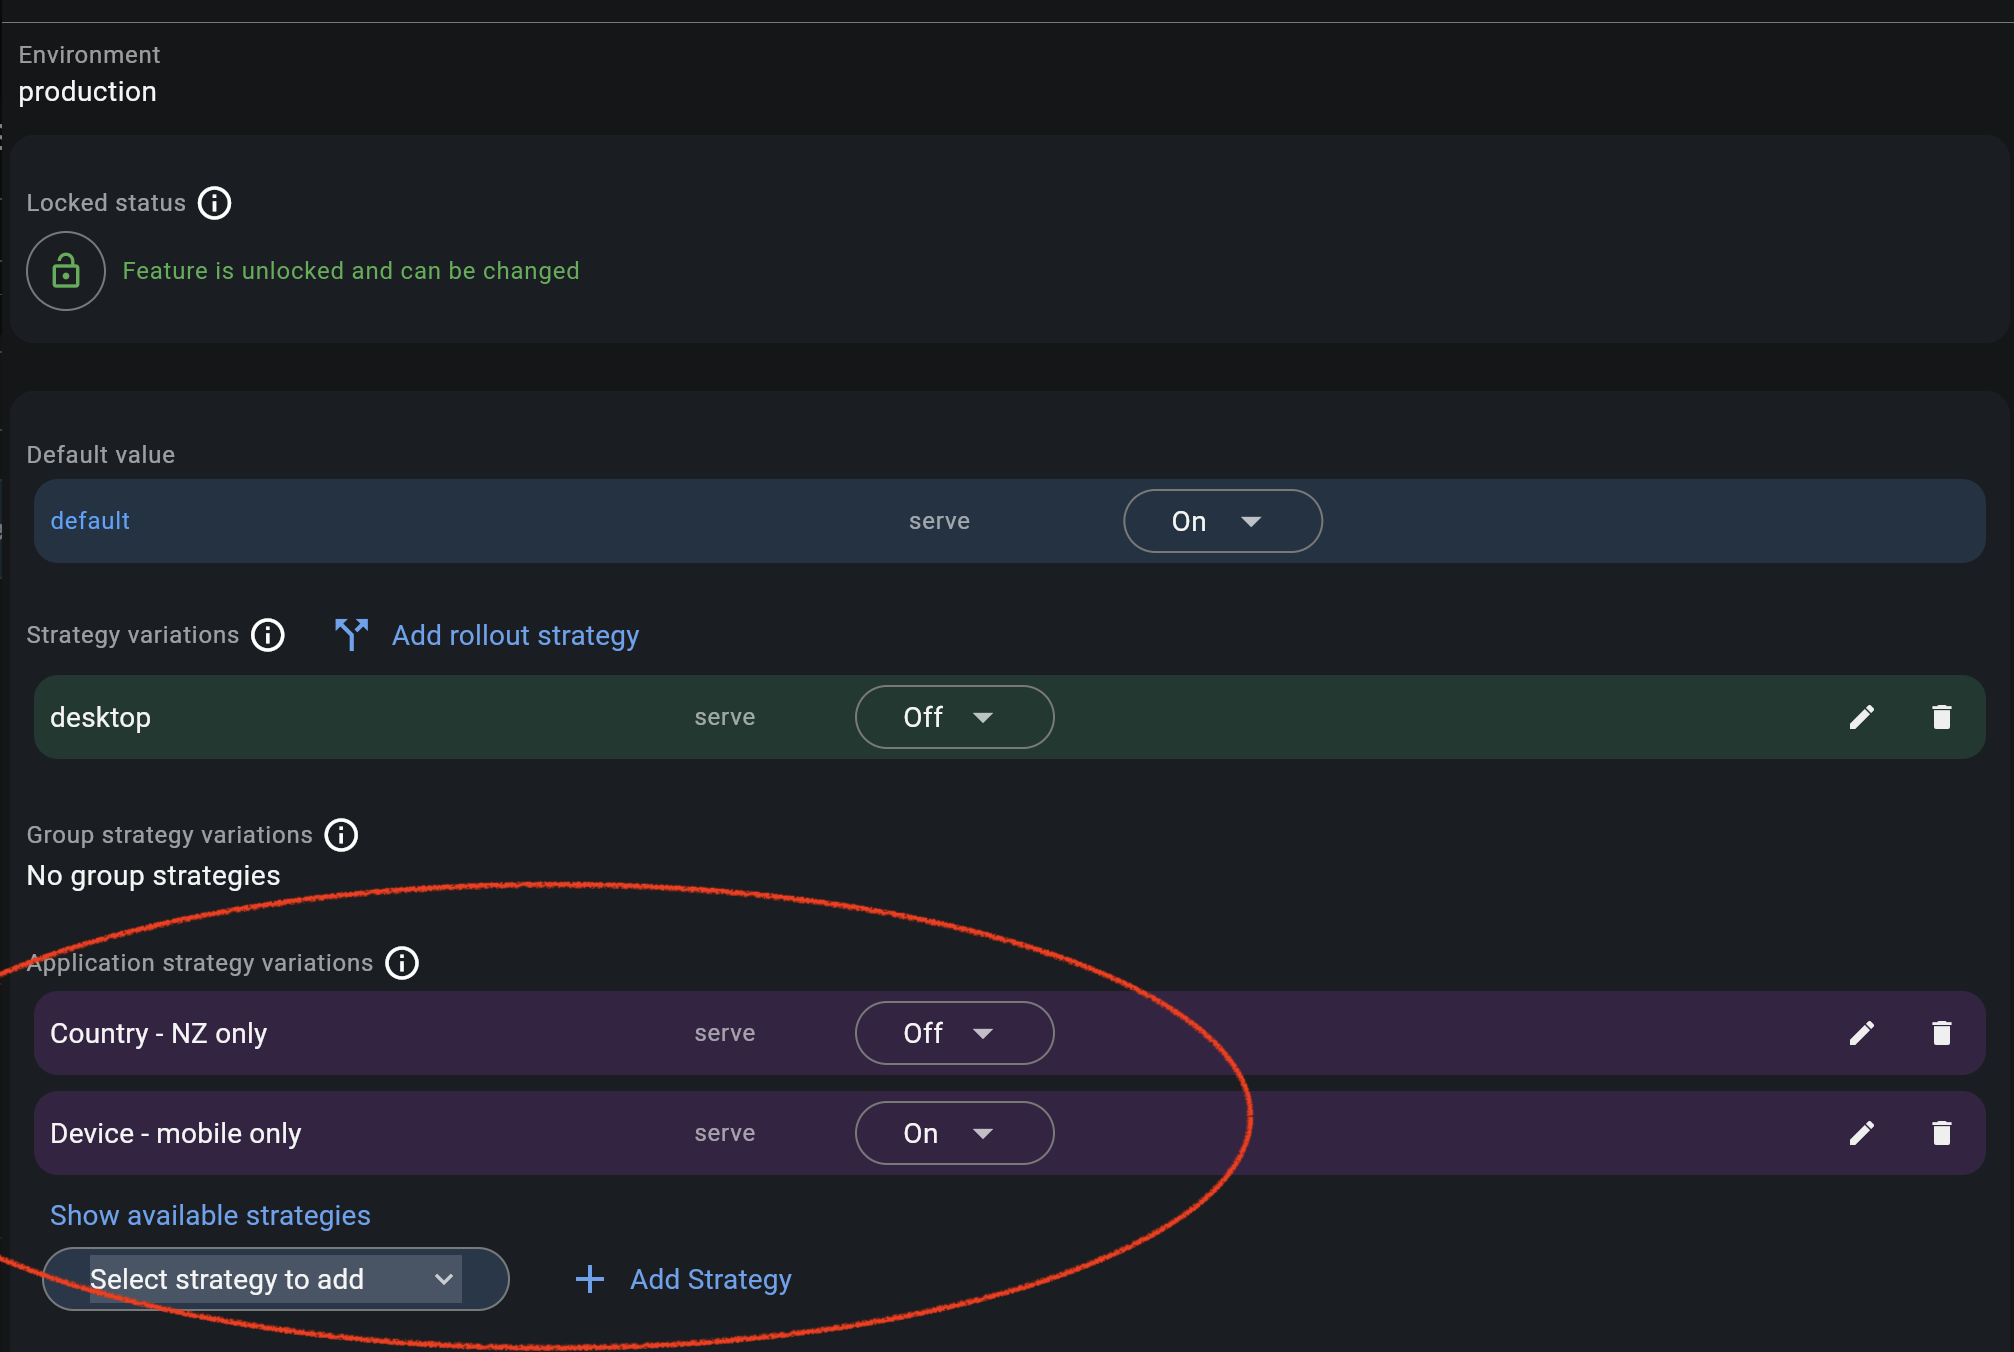 Environment
production
Locked status
Feature is unlocked and can be changed
Default value
default serve On
Strategy variations Add rollout strategy
desktop serve Off
Group strategy variations
No group strategies
Application strategy variations
Country - NZ only serve Off
Device - mobile only serve On
Show available strategies
Select strategy to add Add Strategy